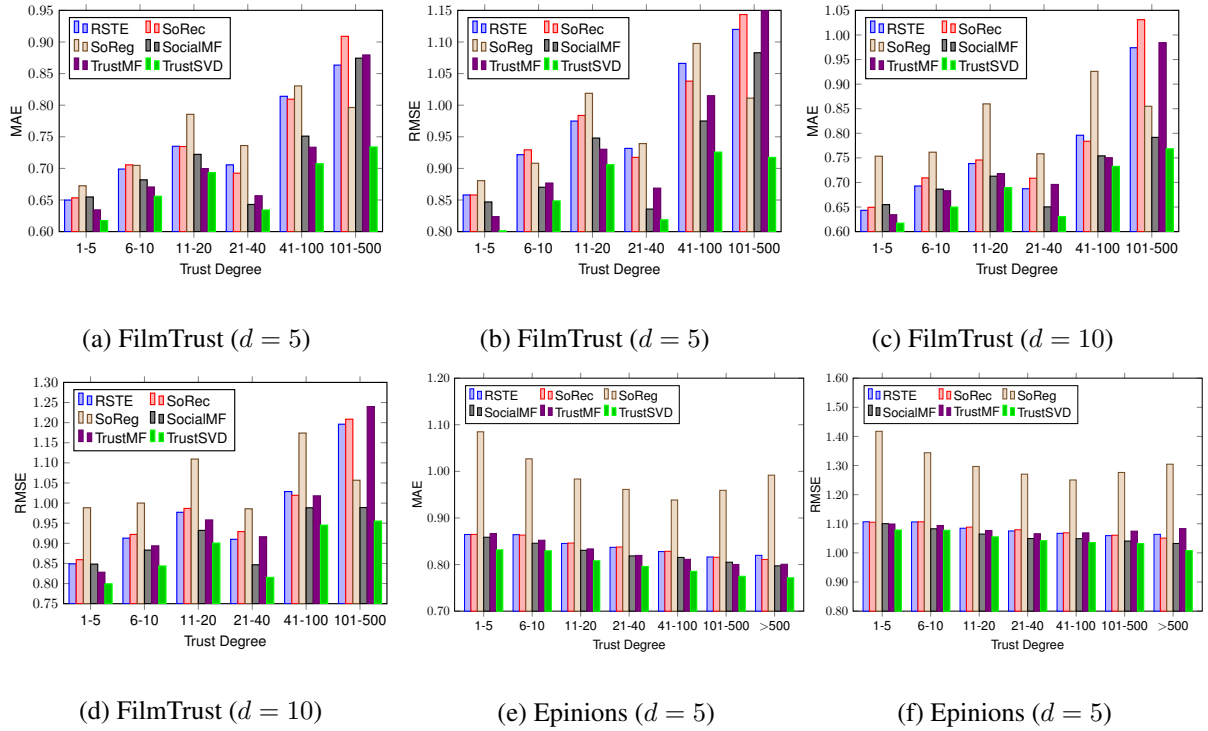 0.95
0.90
0.85
0.80
0.75
0.70
0.65
0.60
MAE
RSTE SoRec
SoReg SocialMF
TrustMF TrustSVD
1-5 6-10 11-20 21-40 41-100 101-500
Trust Degree
(a) FilmTrust (d = 5)
1.15
1.10
1.05
1.00
0.95
0.90
0.85
0.80
RMSE
RSTE SoRec
SoReg SocialMF
TrustMF TrustSVD
1-5 6-10 11-20 21-40 41-100 101-500
Trust Degree
(b) FilmTrust (d = 5)
1.05
1.00
0.95
0.90
0.85
0.80
0.75
0.70
0.65
0.60
MAE
RSTE SoRec
SoReg SocialMF
TrustMF TrustSVD
1-5 6-10 11-20 21-40 41-100 101-500
Trust Degree
(c) FilmTrust (d = 10)
1.30
1.25
1.20
1.15
1.10
1.05
1.00
0.95
0.90
0.85
0.80
0.75
RMSE
RSTE SoRec
SoReg SocialMF
TrustMF TrustSVD
1-5 6-10 11-20 21-40 41-100 101-500
Trust Degree
(d) FilmTrust (d = 10)
1.20
1.10
1.00
0.90
0.80
0.70
MAE
RSTE SoRec SoReg
SocialMF TrustMF TrustSVD
1-5 6-10 11-20 21-40 41-100 101-500 >500
Trust Degree
(e) Epinions (d = 5)
1.60
1.50
1.40
1.30
1.20
1.10
1.00
0.90
0.80
RMSE
RSTE SoRec SoReg
SocialMF TrustMF TrustSVD
1-5 6-10 11-20 21-40 41-100 101-500 >500
Trust Degree
(f) Epinions (d = 5)